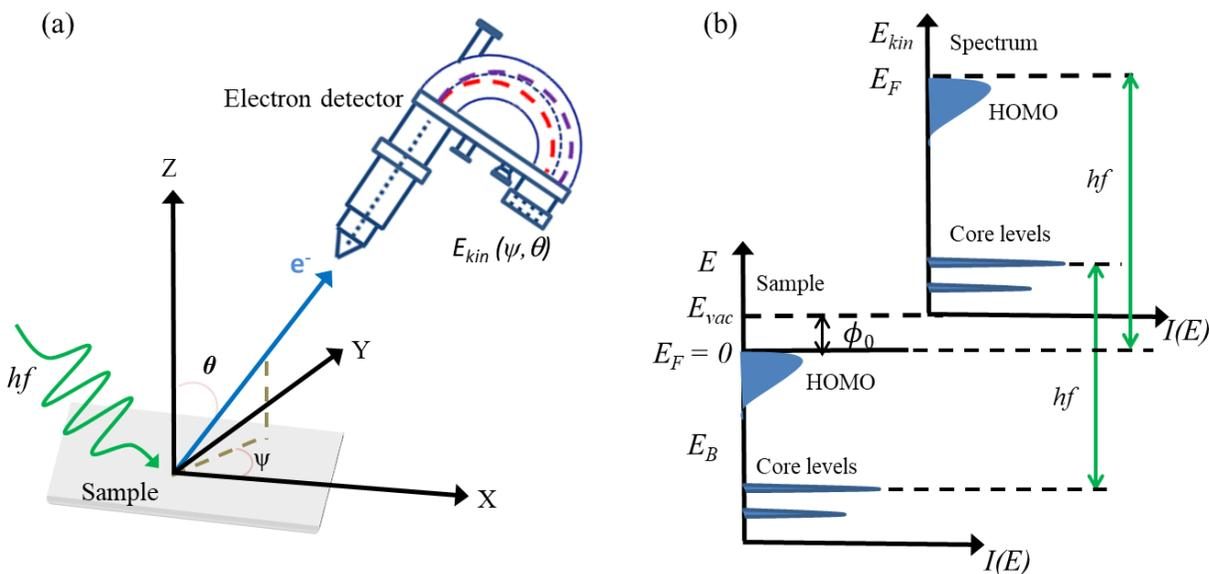 (a)
Electron detector
Z
E_kin (ψ, θ)
e⁻
θ
Y
hf
ψ
Sample
X
(b)
E_kin
Spectrum
E_F
HOMO
hf
Core levels
I(E)
E
Sample
E_vac
ϕ₀
E_F = 0
HOMO
hf
E_B
Core levels
I(E)